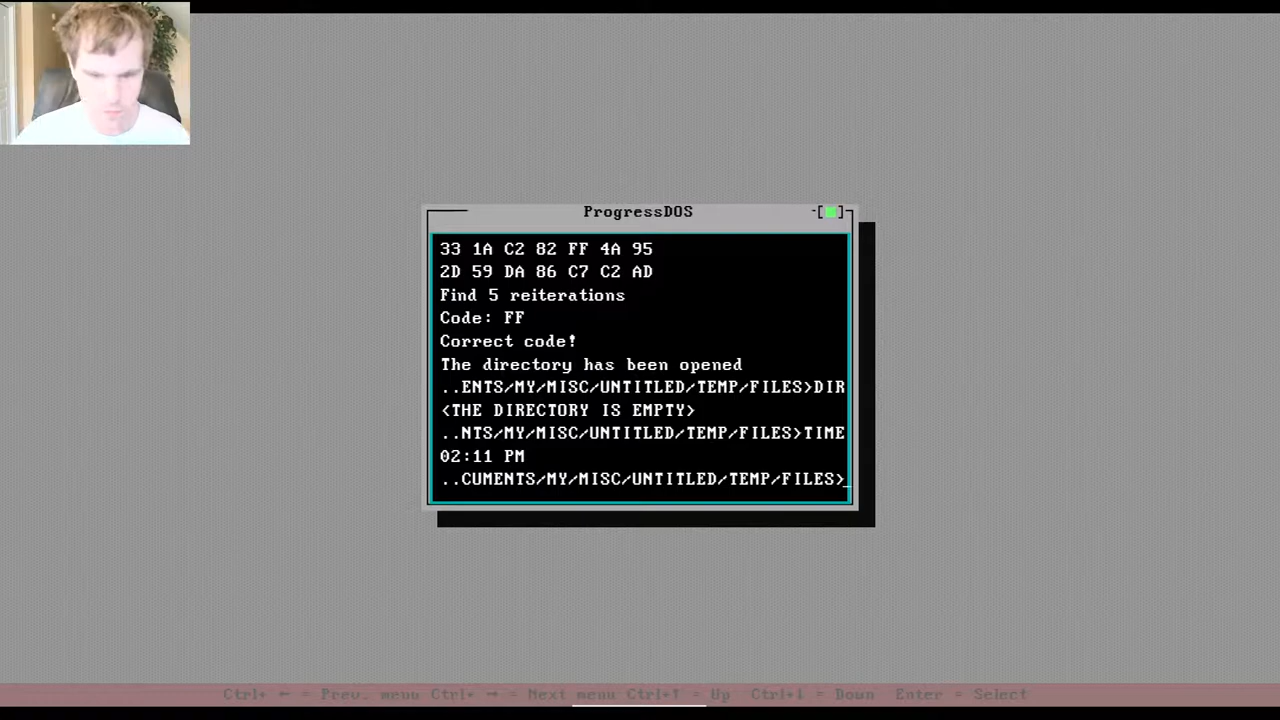 ProgressDOS
33 1A C2 82 FF 4A 95
2D 59 DA 86 C7 C2 AD
Find 5 reiterations
Code: FF
Correct code!
The directory has been opened
..ENTS/MY/MISC/UNTITLED/TEMP/FILES>DIR
<THE DIRECTORY IS EMPTY>
..NTS/MY/MISC/UNTITLED/TEMP/FILES>TIME
02:11 PM
..CUMENTS/MY/MISC/UNTITLED/TEMP/FILES>_
Ctrl+ ← = Prev. menu Ctrl+ → = Next menu Ctrl+↑ = Up Ctrl+↓ = Down Enter = Select